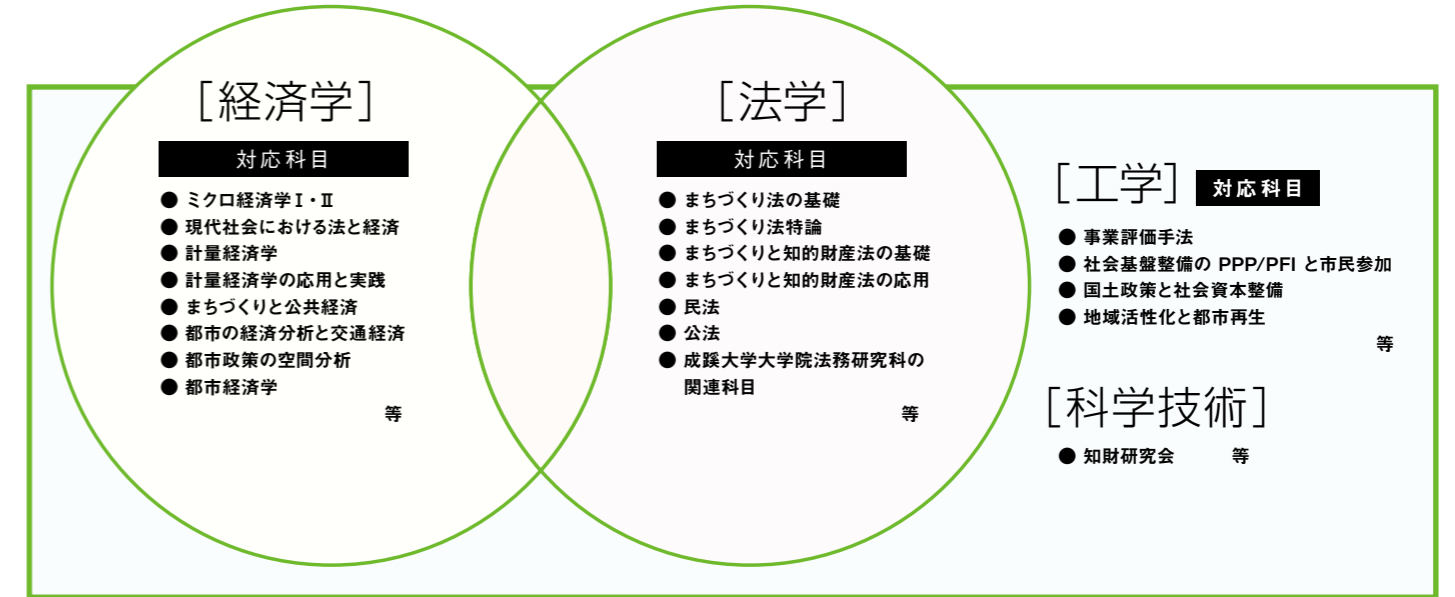 ［経済学］
対応科目
● ミクロ経済学Ⅰ・Ⅱ
● 現代社会における法と経済
● 計量経済学
● 計量経済学の応用と実践
● まちづくりと公共経済
● 都市の経済分析と交通経済
● 都市政策の空間分析
● 都市経済学
等
［法学］
対応科目
● まちづくり法の基礎
● まちづくり法特論
● まちづくりと知的財産法の基礎
● まちづくりと知的財産法の応用
● 民法
● 公法
● 成蹊大学大学院法務研究科の
関連科目
等
［工学］ 対応科目
● 事業評価手法
● 社会基盤整備の PPP/PFI と市民参加
● 国土政策と社会資本整備
● 地域活性化と都市再生
等
［科学技術］
● 知財研究会 等